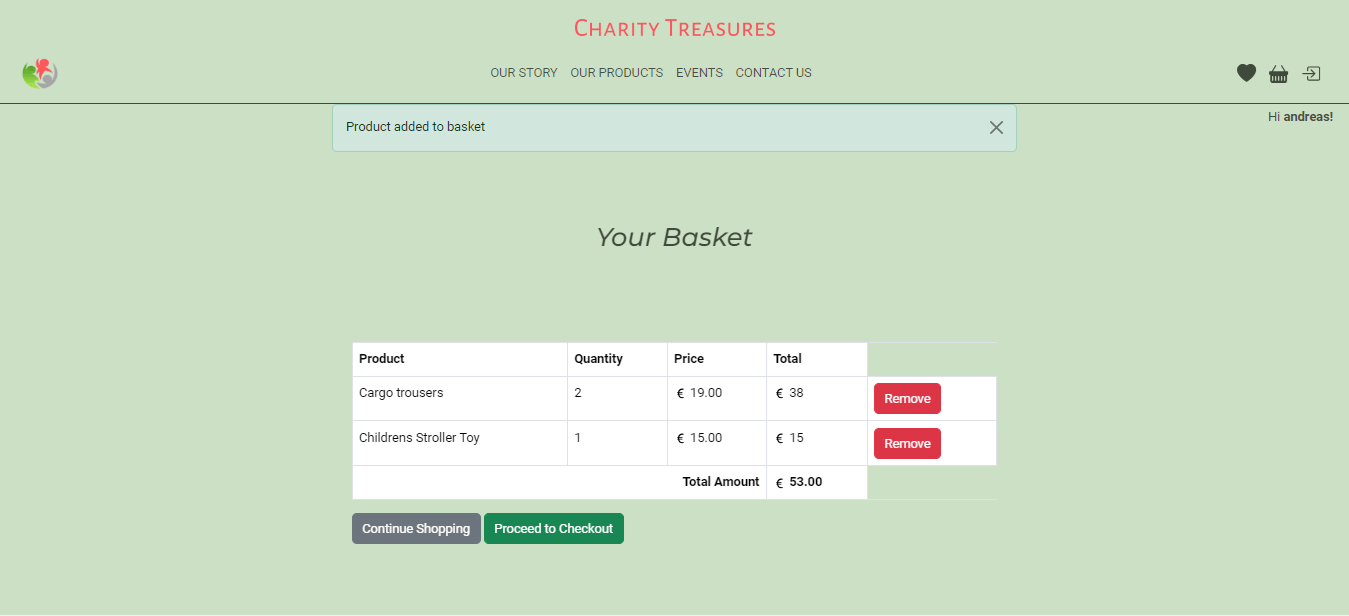 Charity Treasures
OUR STORY OUR PRODUCTS EVENTS CONTACT US
Product added to basket
Hi andreas!
Your Basket
Product Quantity Price Total
Cargo trousers 2 € 19.00 € 38 Remove
Childrens Stroller Toy 1 € 15.00 € 15 Remove
Total Amount € 53.00
Continue Shopping Proceed to Checkout